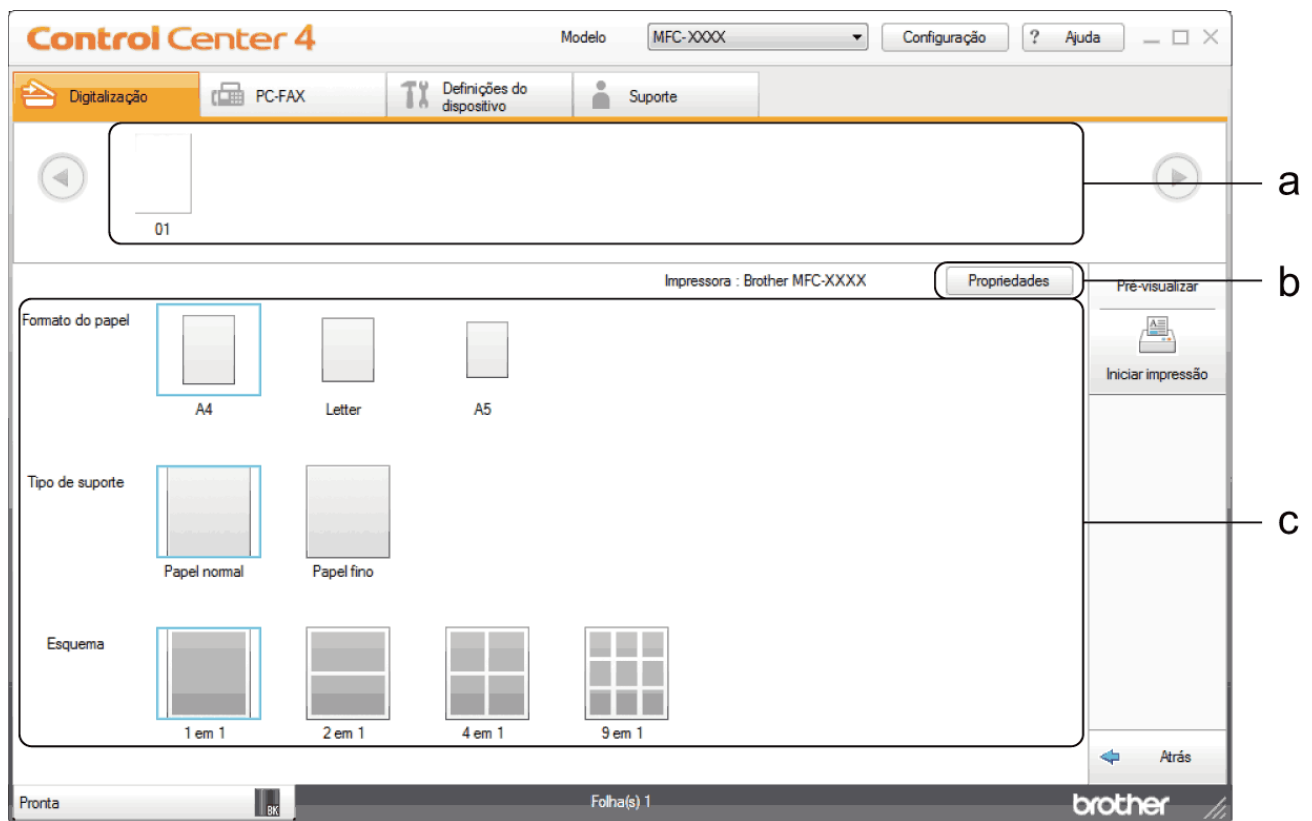 Control Center 4
Modelo
MFC-XXXX
Configuração
? Ajuda
Digitalização
PC-FAX
Definições do
dispositivo
Suporte
01
a
Impressora : Brother MFC-XXXX
Propriedades
b
Pré-visualizar
Formato do papel
A4
Letter
A5
Iniciar impressão
Tipo de suporte
Papel normal
Papel fino
c
Esquema
1 em 1
2 em 1
4 em 1
9 em 1
Atrás
Pronta
BK
Folha(s) 1
brother